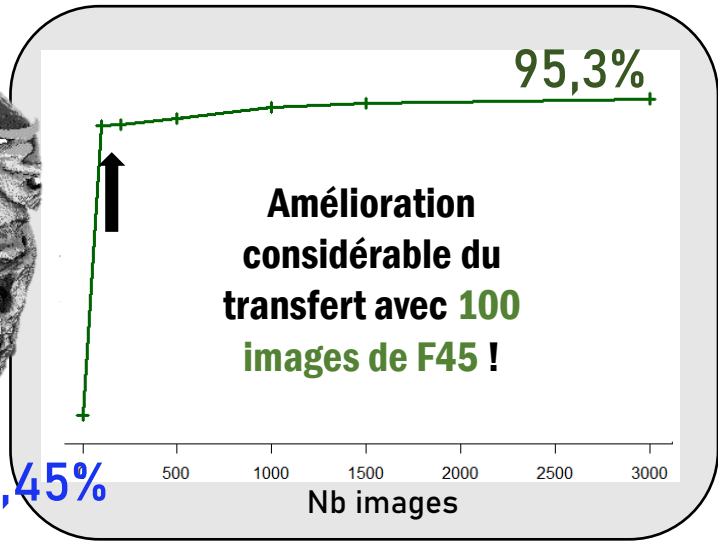 95,3%
Amélioration
considérable du
transfert avec 100
images de F45 !
500 1000 1500 2000 2500 3000
,45%
Nb images